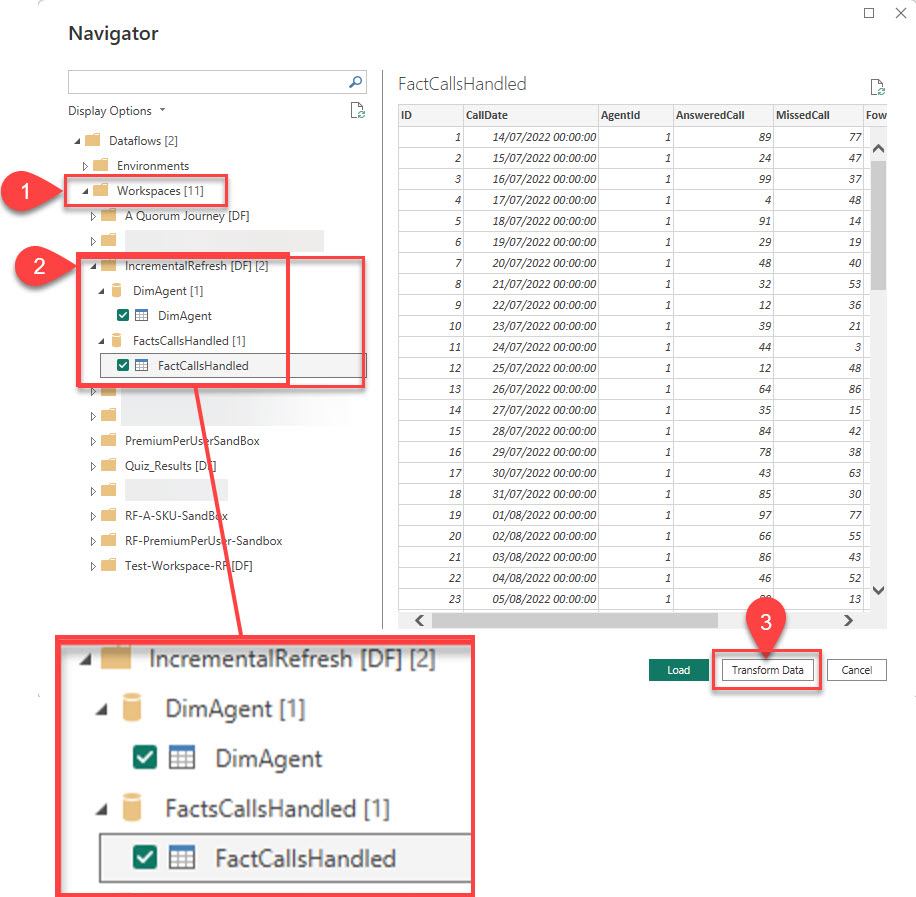 Navigator
Display Options
Dataflows [2]
Environments
1
Workspaces [11]
A Quorum Journey [DF]
2
IncrementalRefresh [DF] [2]
DimAgent [1]
DimAgent
FactsCallsHandled [1]
FactCallsHandled
PremiumPerUserSandBox
Quiz_Results [DF]
RF-A-SKU-SandBox
RF-PremiumPerUser-Sandbox
Test-Workspace-RF [DF]
FactCallsHandled
ID CallDate AgentId AnsweredCall MissedCall Fow
1 14/07/2022 00:00:00 1 89 77
2 15/07/2022 00:00:00 1 24 47
3 16/07/2022 00:00:00 1 99 37
4 17/07/2022 00:00:00 1 4 48
5 18/07/2022 00:00:00 1 91 14
6 19/07/2022 00:00:00 1 29 19
7 20/07/2022 00:00:00 1 48 40
8 21/07/2022 00:00:00 1 32 53
9 22/07/2022 00:00:00 1 12 36
10 23/07/2022 00:00:00 1 39 21
11 24/07/2022 00:00:00 1 44 3
12 25/07/2022 00:00:00 1 12 48
13 26/07/2022 00:00:00 1 64 86
14 27/07/2022 00:00:00 1 35 15
15 28/07/2022 00:00:00 1 84 42
16 29/07/2022 00:00:00 1 78 38
17 30/07/2022 00:00:00 1 43 63
18 31/07/2022 00:00:00 1 85 30
19 01/08/2022 00:00:00 1 97 77
20 02/08/2022 00:00:00 1 66 55
21 03/08/2022 00:00:00 1 86 43
22 04/08/2022 00:00:00 1 46 52
23 05/08/2022 00:00:00 1 13
3
Load Transform Data Cancel
IncrementalRefresh [DF] [2]
DimAgent [1]
DimAgent
FactsCallsHandled [1]
FactCallsHandled